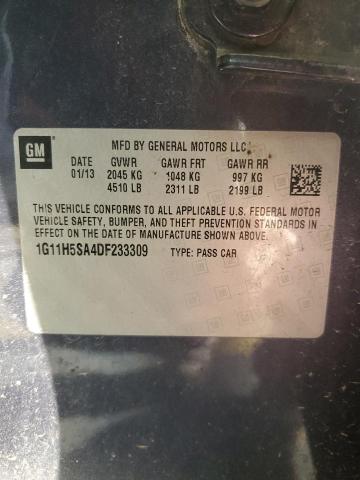 GM
MFD BY GENERAL MOTORS LLC
DATE GVWR GAWR FRT GAWR RR
01/13 2045 KG 1048 KG 997 KG
4510 LB 2311 LB 2199 LB
THIS VEHICLE CONFORMS TO ALL APPLICABLE U.S. FEDERAL MOTOR
VEHICLE SAFETY, BUMPER, AND THEFT PREVENTION STANDARDS IN
EFFECT ON THE DATE OF MANUFACTURE SHOWN ABOVE.
1G11H5SA4DF233309 TYPE: PASS CAR